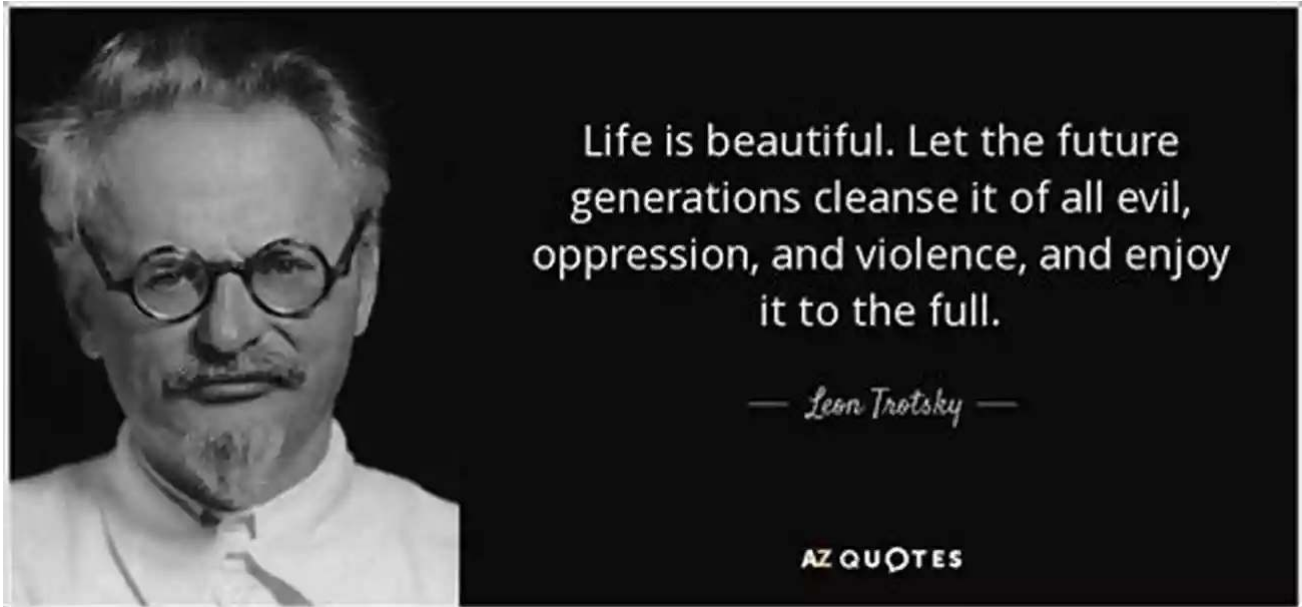 Life is beautiful. Let the future
generations cleanse it of all evil,
oppression, and violence, and enjoy
it to the full.
— Leon Trotsky —
AZ QUOTES